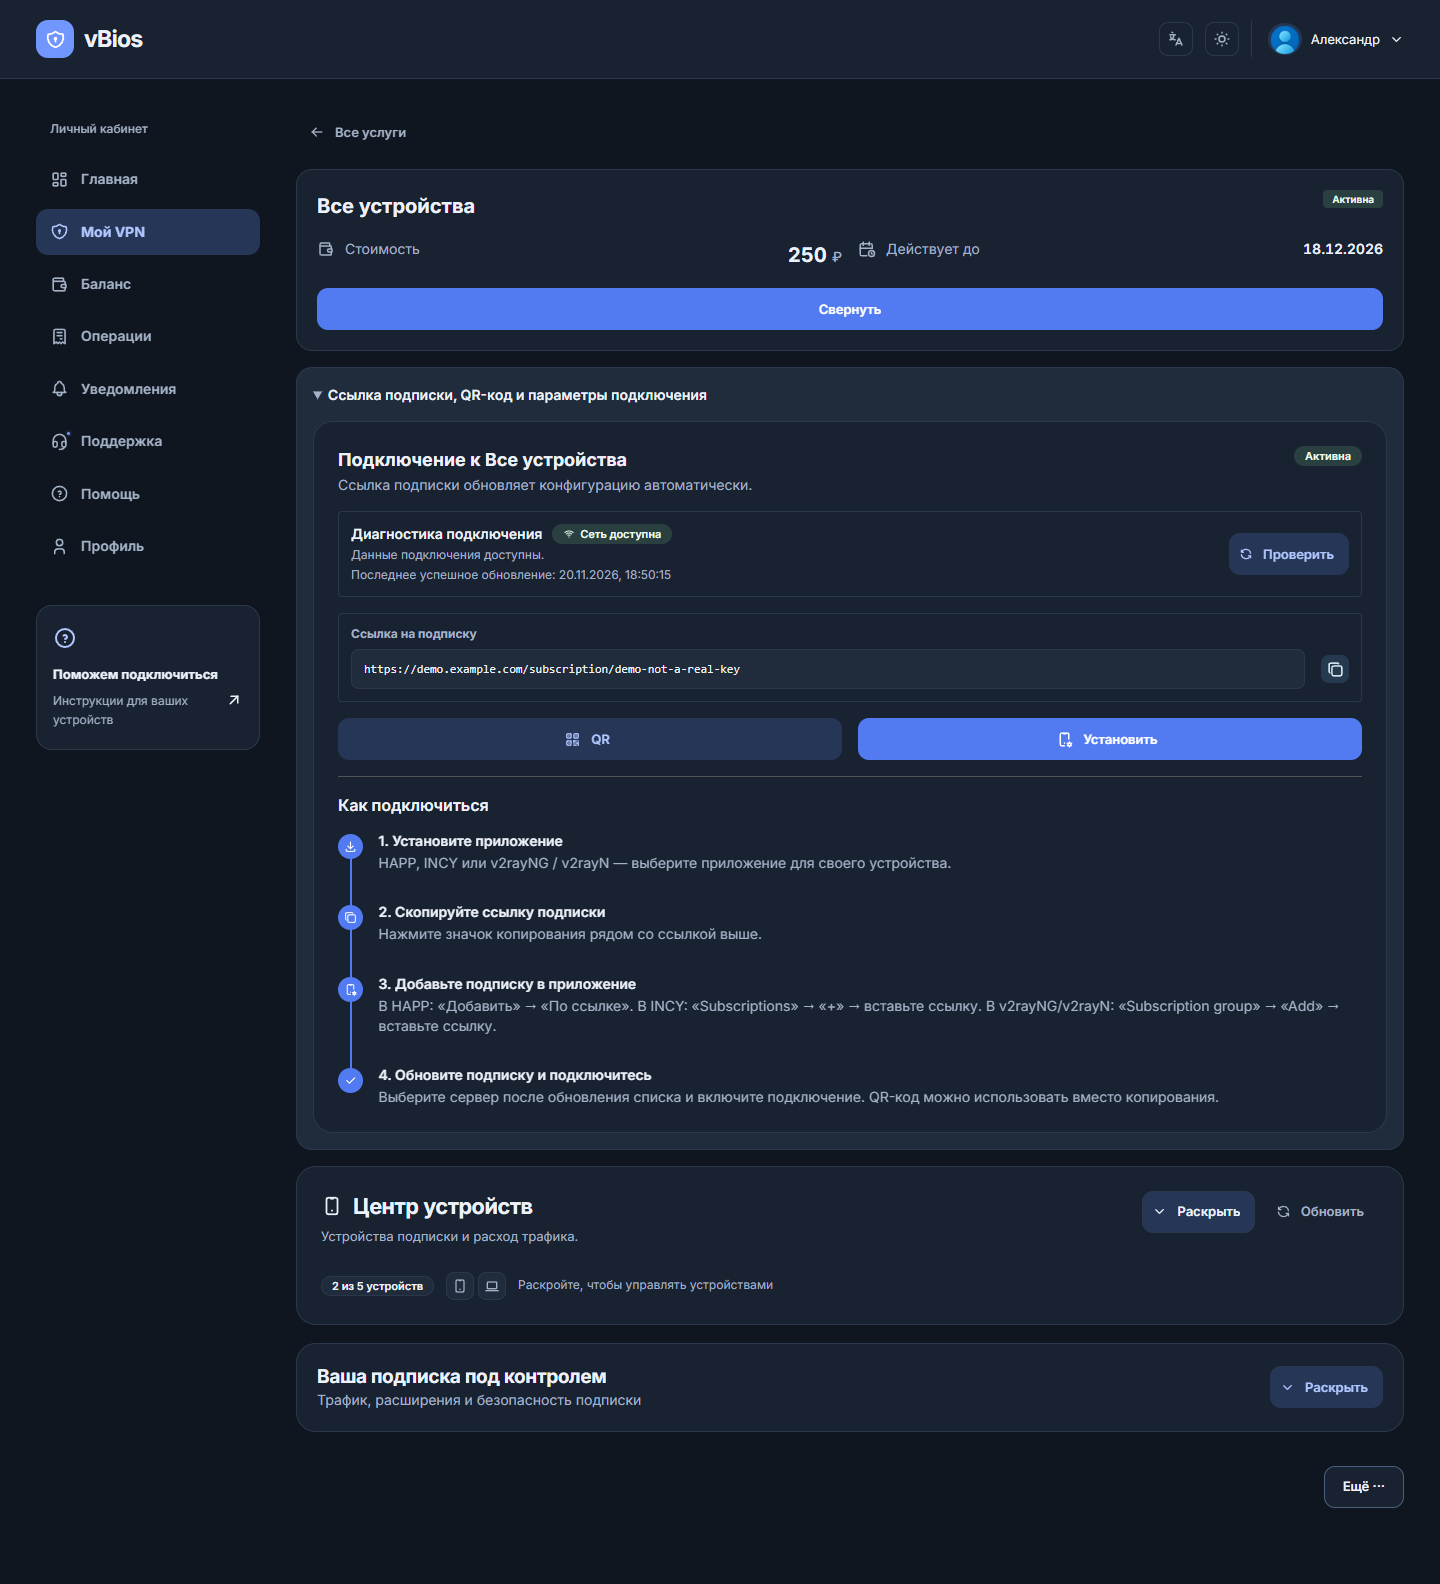 vBios
Александр
Личный кабинет
Главная
Мой VPN
Баланс
Операции
Уведомления
Поддержка
Помощь
Профиль
Поможем подключиться
Инструкции для ваших
устройств
Все услуги
Все устройства
Активна
Стоимость
250 ₽
Действует до
18.12.2026
Свернуть
Ссылка подписки, QR-код и параметры подключения
Подключение к Все устройства
Активна
Ссылка подписки обновляет конфигурацию автоматически.
Диагностика подключения
Сеть доступна
Данные подключения доступны.
Последнее успешное обновление: 20.11.2026, 18:50:15
Проверить
Ссылка на подписку
https://demo.example.com/subscription/demo-not-a-real-key
QR
Установить
Как подключиться
1. Установите приложение
HAPP, INCY или v2rayNG / v2rayN — выберите приложение для своего устройства.
2. Скопируйте ссылку подписки
Нажмите значок копирования рядом со ссылкой выше.
3. Добавьте подписку в приложение
В HAPP: «Добавить» → «По ссылке». В INCY: «Subscriptions» → «+» → вставьте ссылку. В v2rayNG/v2rayN: «Subscription group» → «Add» →
вставьте ссылку.
4. Обновите подписку и подключитесь
Выберите сервер после обновления списка и включите подключение. QR-код можно использовать вместо копирования.
Центр устройств
Устройства подписки и расход трафика.
Раскрыть
Обновить
2 из 5 устройств
Раскройте, чтобы управлять устройствами
Ваша подписка под контролем
Трафик, расширения и безопасность подписки
Раскрыть
Ещё ···